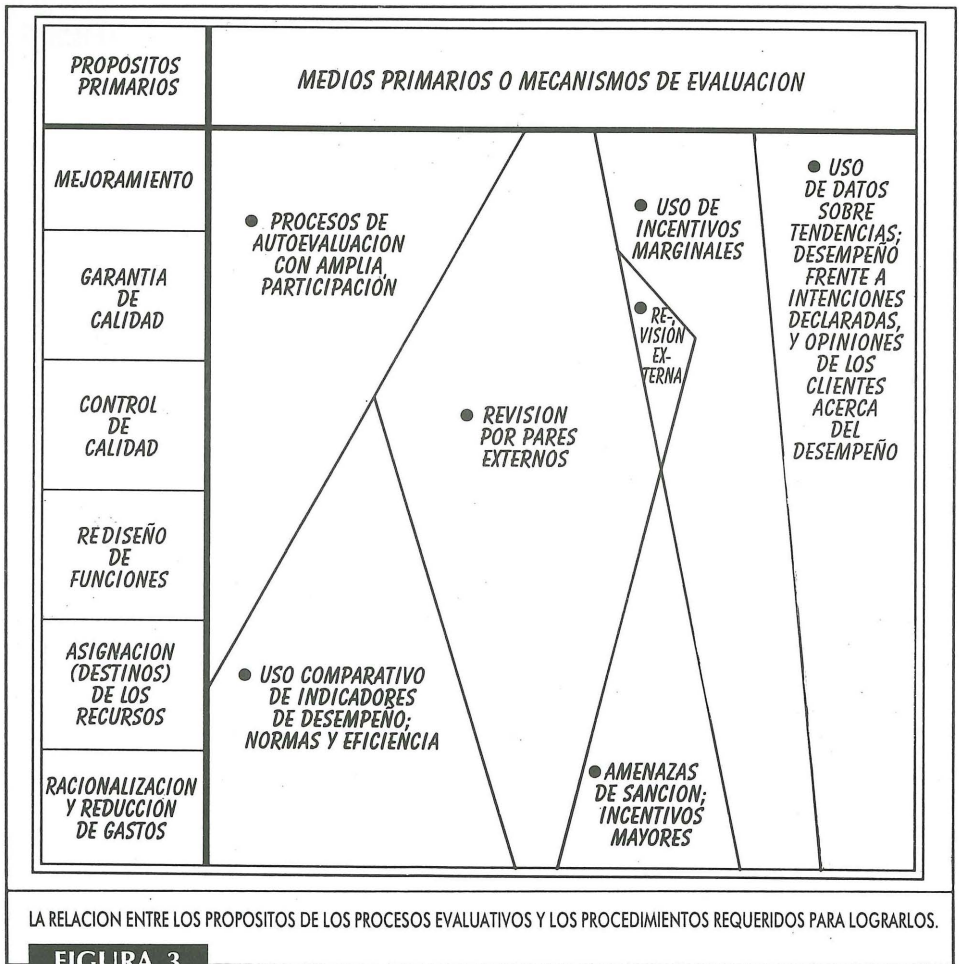 PROPOSITOS
PRIMARIOS
MEDIOS PRIMARIOS O MECANISMOS DE EVALUACION
MEJORAMIENTO
GARANTIA
DE
CALIDAD
CONTROL
DE
CALIDAD
REDISEÑO
DE
FUNCIONES
ASIGNACION
(DESTINOS)
DE LOS
RECURSOS
RACIONALIZACION
Y REDUCCION
DE GASTOS
● PROCESOS DE
AUTOEVALUACION
CON AMPLIA
PARTICIPACIÓN
● USO COMPARATIVO
DE INDICADORES
DE DESEMPEÑO;
NORMAS Y EFICIENCIA
● REVISION
POR PARES
EXTERNOS
● USO DE
INCENTIVOS
MARGINALES
● RE-
VISIÓN
EX-
TERNA
● AMENAZAS
DE SANCION;
INCENTIVOS
MAYORES
● USO
DE DATOS
SOBRE
TENDENCIAS;
DESEMPEÑO
FRENTE A
INTENCIONES
DECLARADAS,
Y OPINIONES
DE LOS
CLIENTES
ACERCA
DEL
DESEMPEÑO
LA RELACION ENTRE LOS PROPOSITOS DE LOS PROCESOS EVALUATIVOS Y LOS PROCEDIMIENTOS REQUERIDOS PARA LOGRARLOS.
FIGURA 3